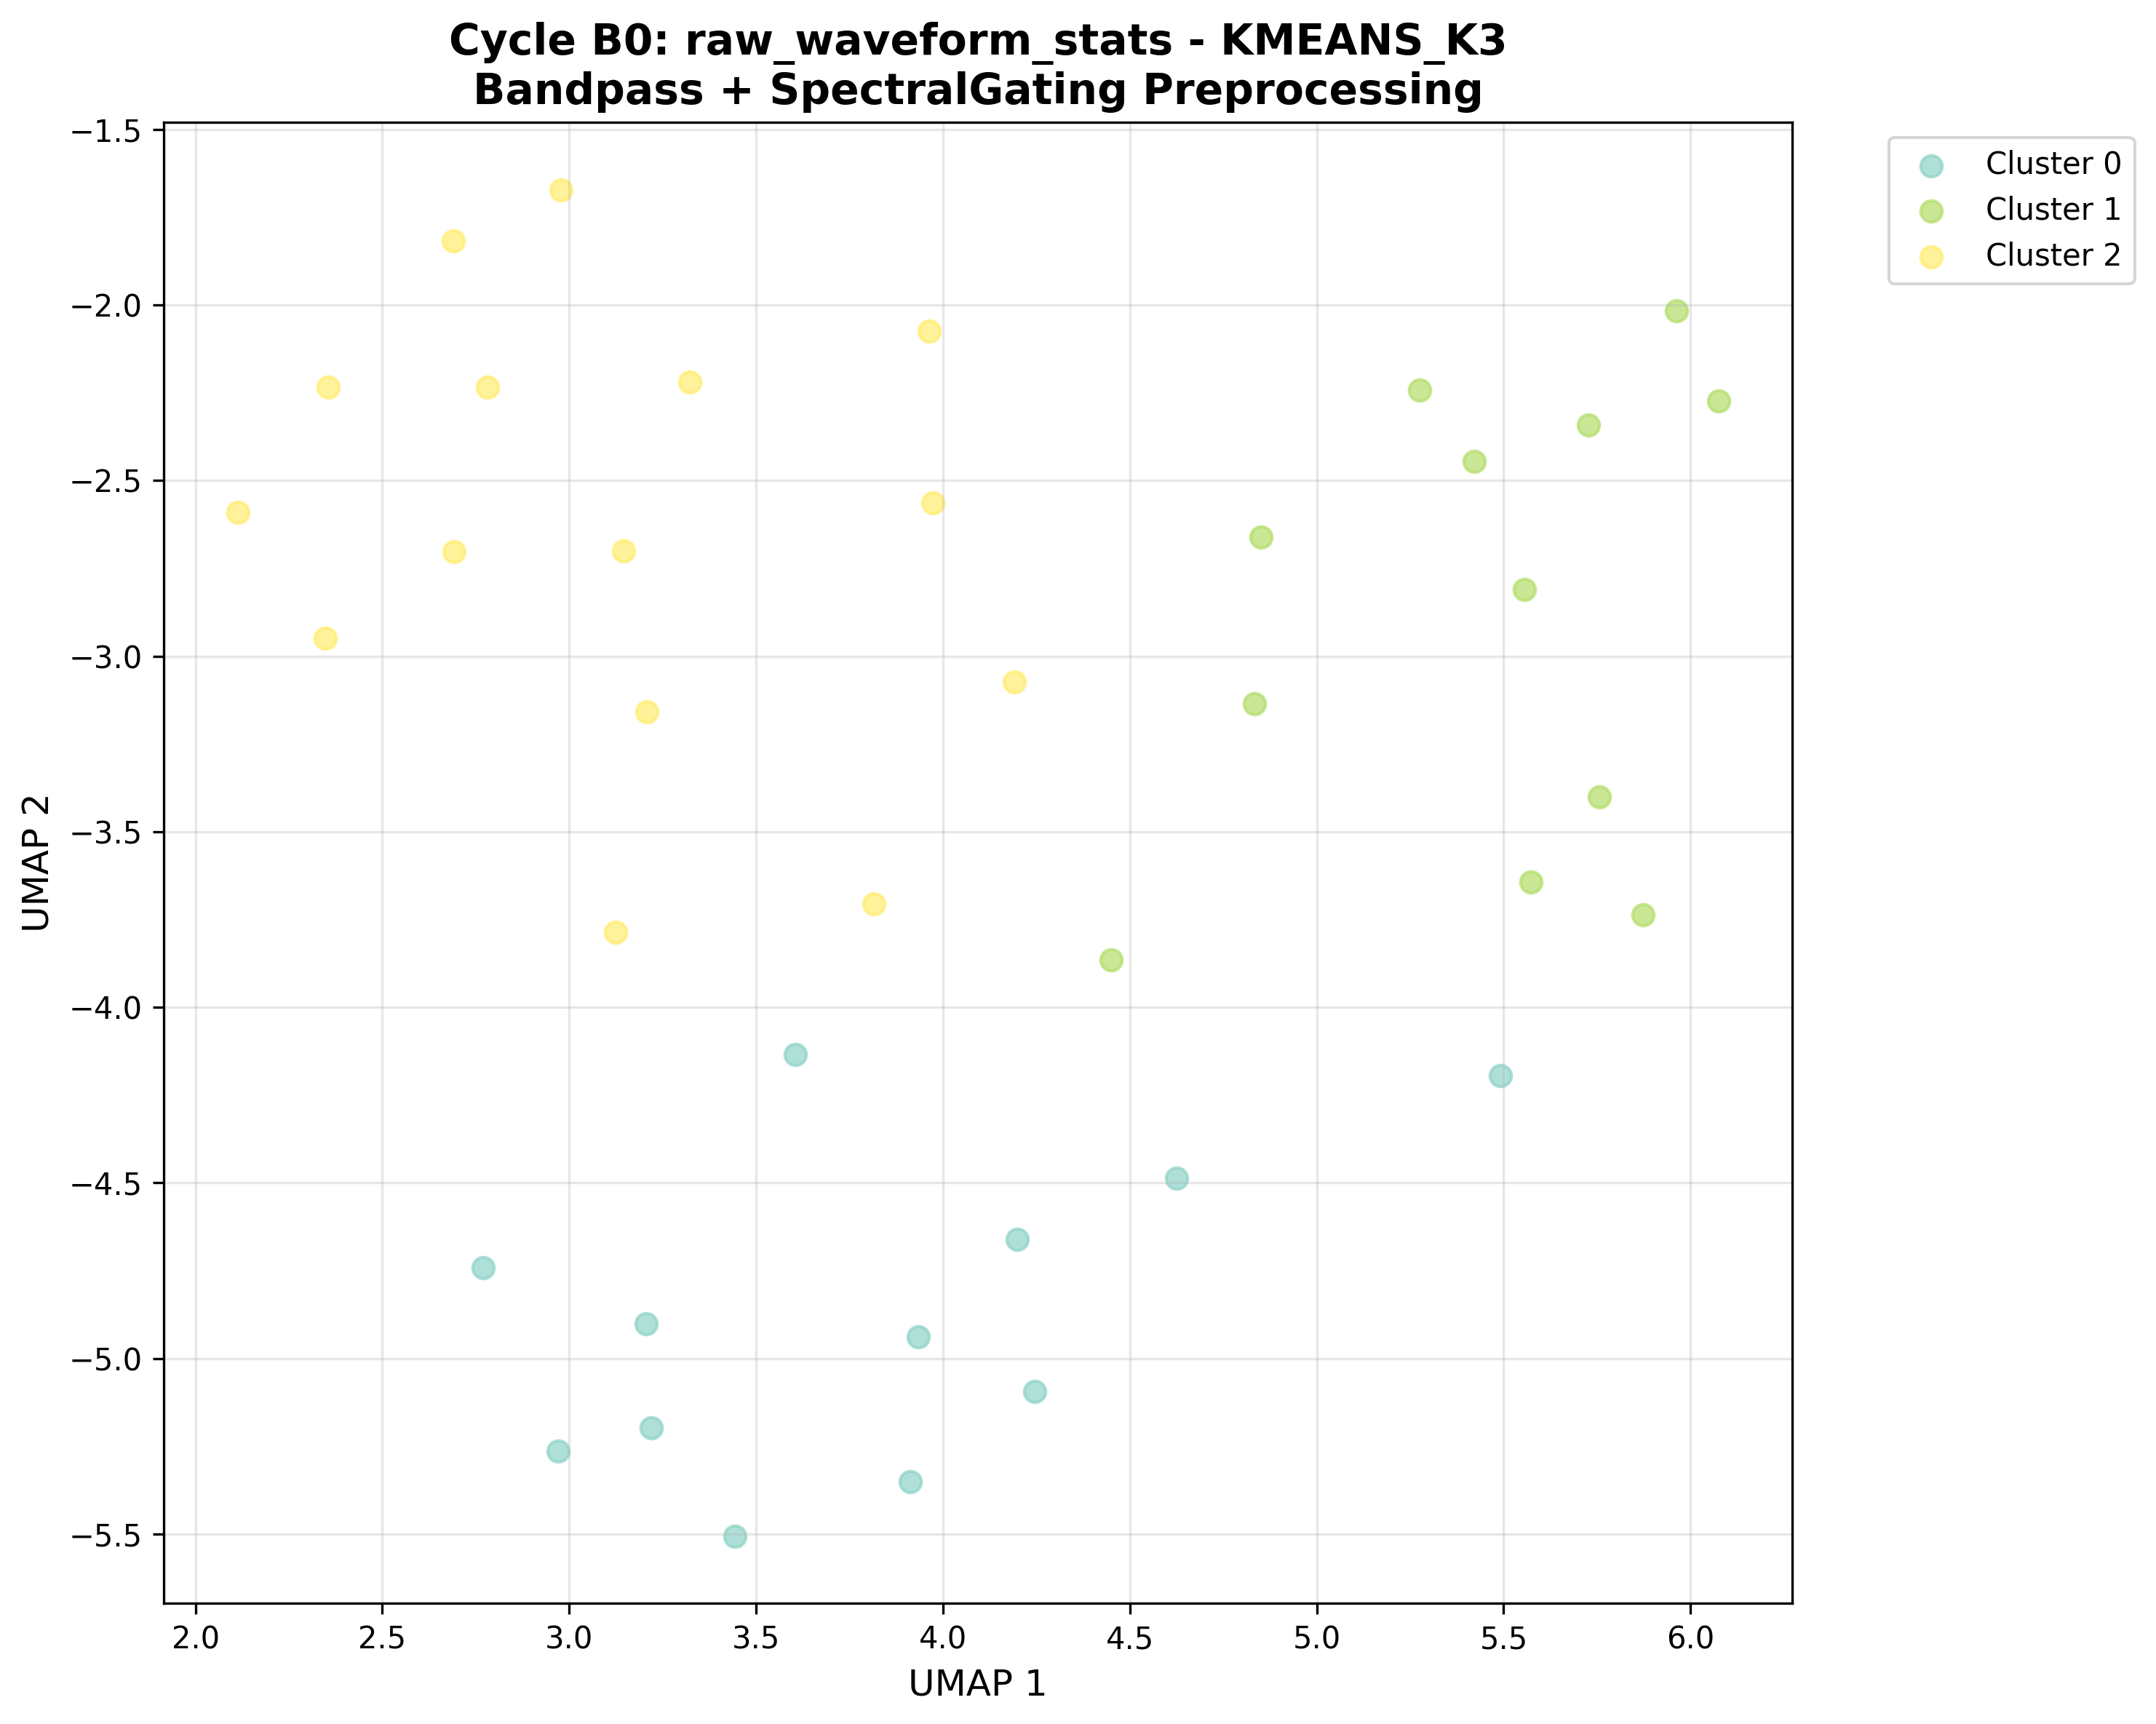 Cycle B0: raw_waveform_stats - KMEANS_K3
Bandpass + SpectralGating Preprocessing
Cluster 0
Cluster 1
Cluster 2
UMAP 2
−1.5
−2.0
−2.5
−3.0
−3.5
−4.0
−4.5
−5.0
−5.5
2.0 2.5 3.0 3.5 4.0 4.5 5.0 5.5 6.0
UMAP 1